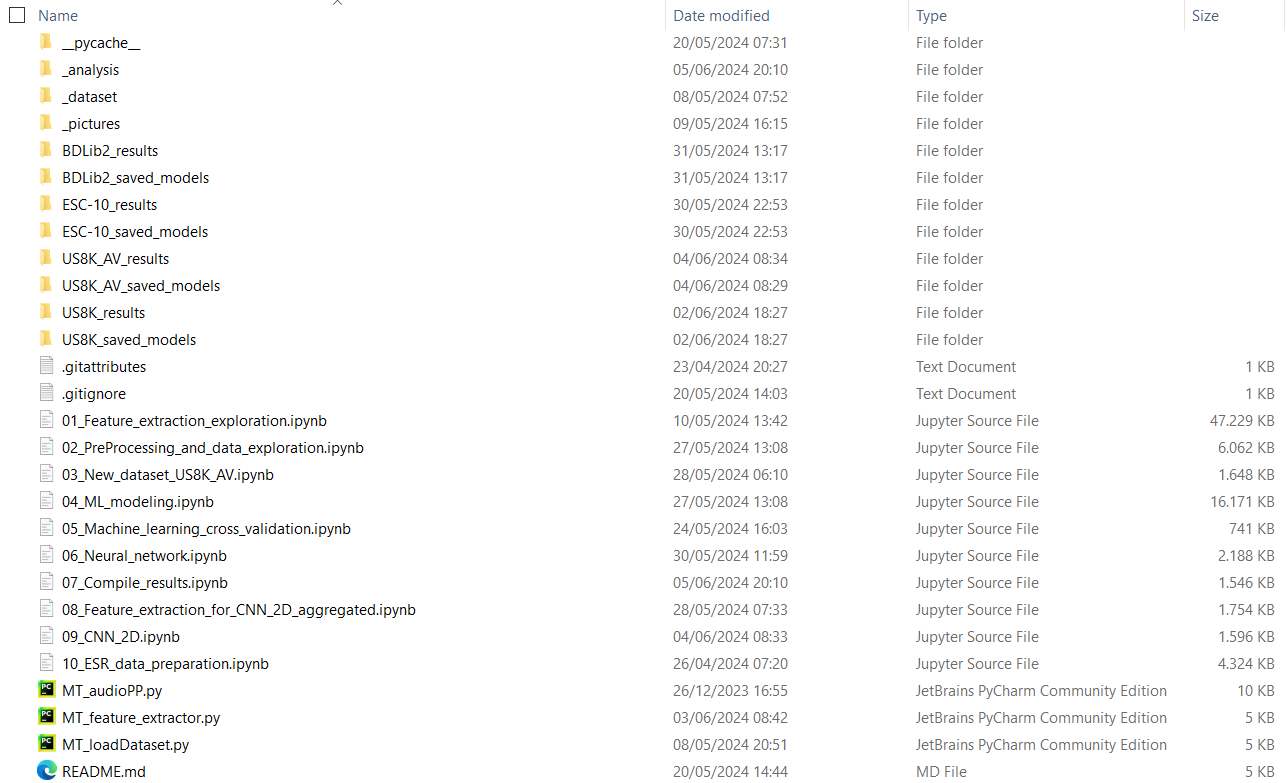 Name Date modified Type Size
__pycache__ 20/05/2024 07:31 File folder
_analysis 05/06/2024 20:10 File folder
_dataset 08/05/2024 07:52 File folder
_pictures 09/05/2024 16:15 File folder
BDLib2_results 31/05/2024 13:17 File folder
BDLib2_saved_models 31/05/2024 13:17 File folder
ESC-10_results 30/05/2024 22:53 File folder
ESC-10_saved_models 30/05/2024 22:53 File folder
US8K_AV_results 04/06/2024 08:34 File folder
US8K_AV_saved_models 04/06/2024 08:29 File folder
US8K_results 02/06/2024 18:27 File folder
US8K_saved_models 02/06/2024 18:27 File folder
.gitattributes 23/04/2024 20:27 Text Document 1 KB
.gitignore 20/05/2024 14:03 Text Document 1 KB
01_Feature_extraction_exploration.ipynb 10/05/2024 13:42 Jupyter Source File 47.229 KB
02_PreProcessing_and_data_exploration.ipynb 27/05/2024 13:08 Jupyter Source File 6.062 KB
03_New_dataset_US8K_AV.ipynb 28/05/2024 06:10 Jupyter Source File 1.648 KB
04_ML_modeling.ipynb 27/05/2024 13:08 Jupyter Source File 16.171 KB
05_Machine_learning_cross_validation.ipynb 24/05/2024 16:03 Jupyter Source File 741 KB
06_Neural_network.ipynb 30/05/2024 11:59 Jupyter Source File 2.188 KB
07_Compile_results.ipynb 05/06/2024 20:10 Jupyter Source File 1.546 KB
08_Feature_extraction_for_CNN_2D_aggregated.ipynb 28/05/2024 07:33 Jupyter Source File 1.754 KB
09_CNN_2D.ipynb 04/06/2024 08:33 Jupyter Source File 1.596 KB
10_ESR_data_preparation.ipynb 26/04/2024 07:20 Jupyter Source File 4.324 KB
MT_audioPP.py 26/12/2023 16:55 JetBrains PyCharm Community Edition 10 KB
MT_feature_extractor.py 03/06/2024 08:42 JetBrains PyCharm Community Edition 5 KB
MT_loadDataset.py 08/05/2024 20:51 JetBrains PyCharm Community Edition 5 KB
README.md 20/05/2024 14:44 MD File 5 KB